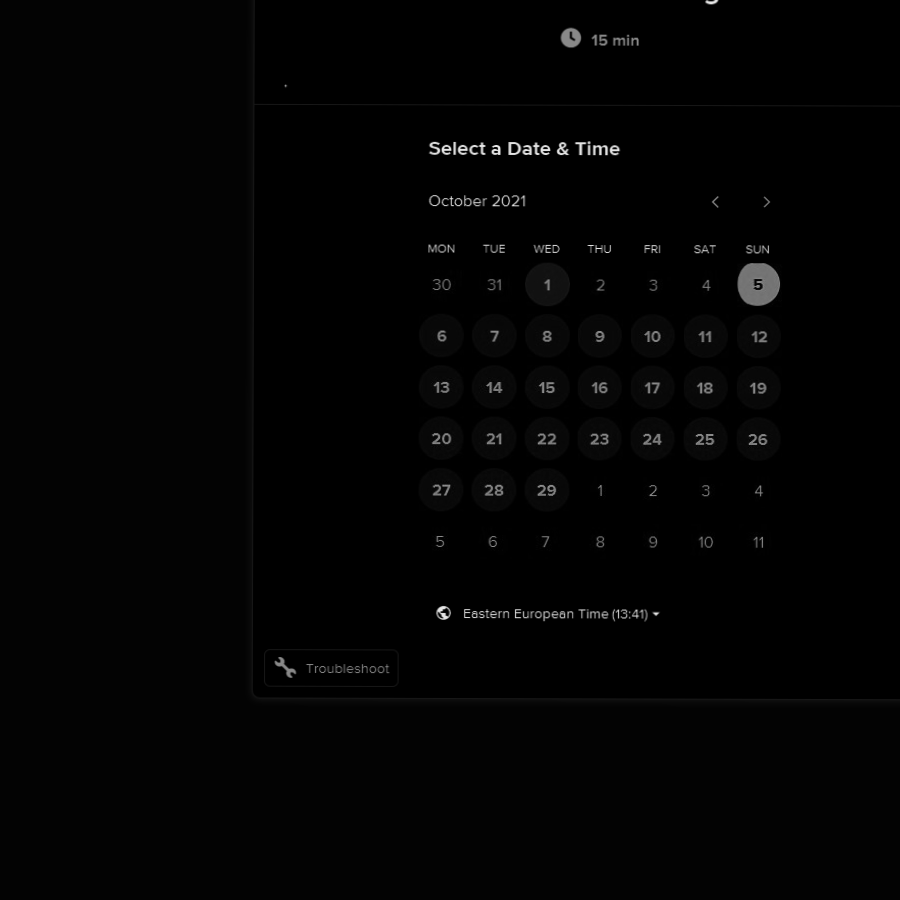 15 min
Select a Date & Time
October 2021
MON TUE WED THU FRI SAT SUN
30 31 1 2 3 4 5
6 7 8 9 10 11 12
13 14 15 16 17 18 19
20 21 22 23 24 25 26
27 28 29 1 2 3 4
5 6 7 8 9 10 11
Eastern European Time (13:41)
Troubleshoot